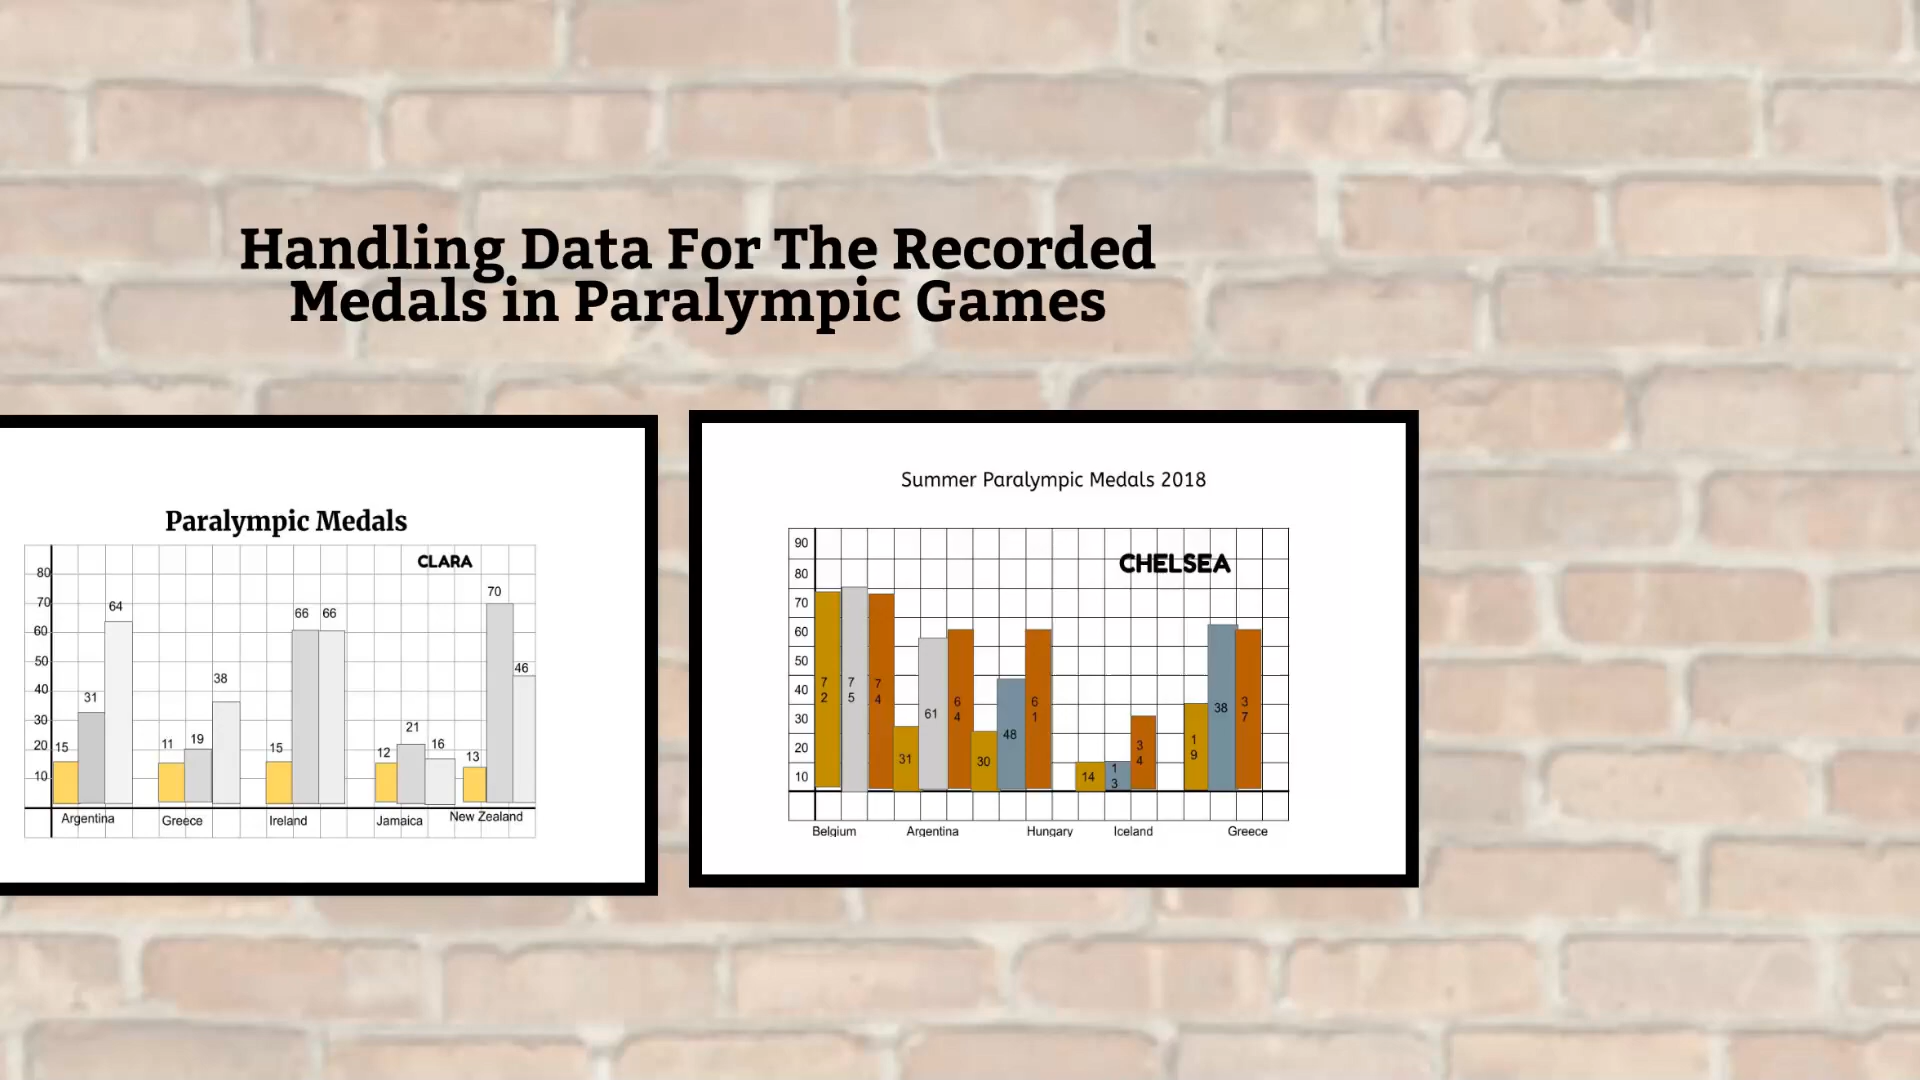 Handling Data For The Recorded
Medals in Paralympic Games
Paralympic Medals
CLARA
80
70
60
50
40
30
20
10
15
31
64
11
19
38
15
66
66
12
21
16
13
70
46
Argentina
Greece
Ireland
Jamaica
New Zealand
Summer Paralympic Medals 2018
CHELSEA
90
80
70
60
50
40
30
20
10
72
75
74
31
61
64
30
48
61
14
13
34
19
38
37
Belgium
Argentina
Hungary
Iceland
Greece